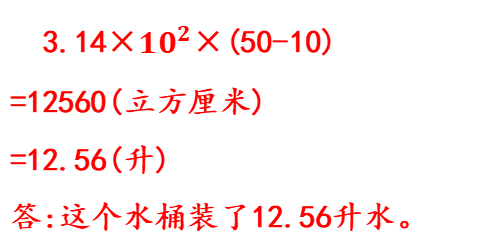 3.14×10²×(50-10)
=12560(立方厘米)
=12.56(升)
答:这个水桶装了12.56升水。